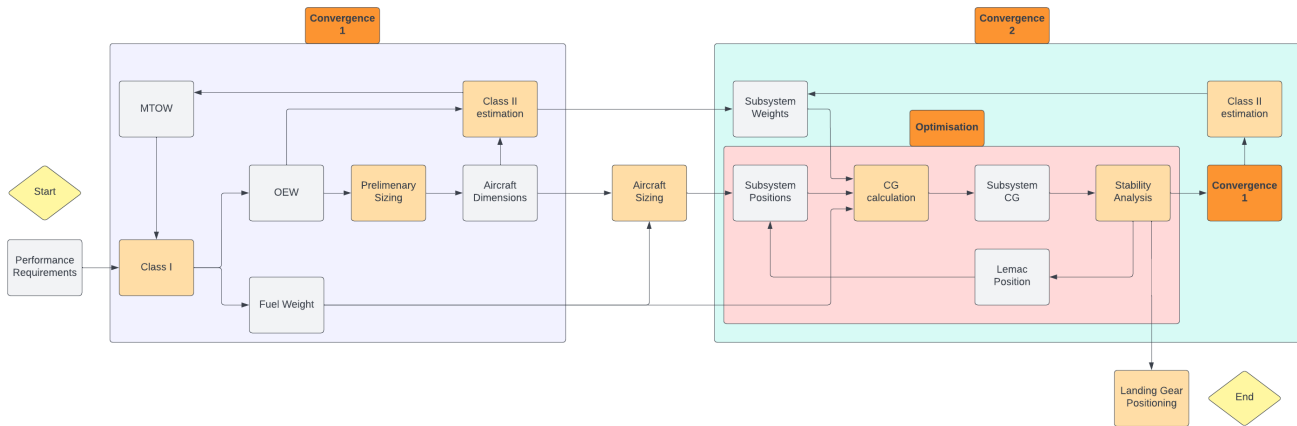 Convergence
1
Convergence
2
MTOW
Class II
estimation
Subsystem
Weights
Class II
estimation
Optimisation
Start
OEW
Prelimenary
Sizing
Aircraft
Dimensions
Aircraft
Sizing
Subsystem
Positions
CG
calculation
Subsystem
CG
Stability
Analysis
Convergence
1
Performance
Requirements
Class I
Fuel Weight
Lemac
Position
Landing Gear
Positioning
End